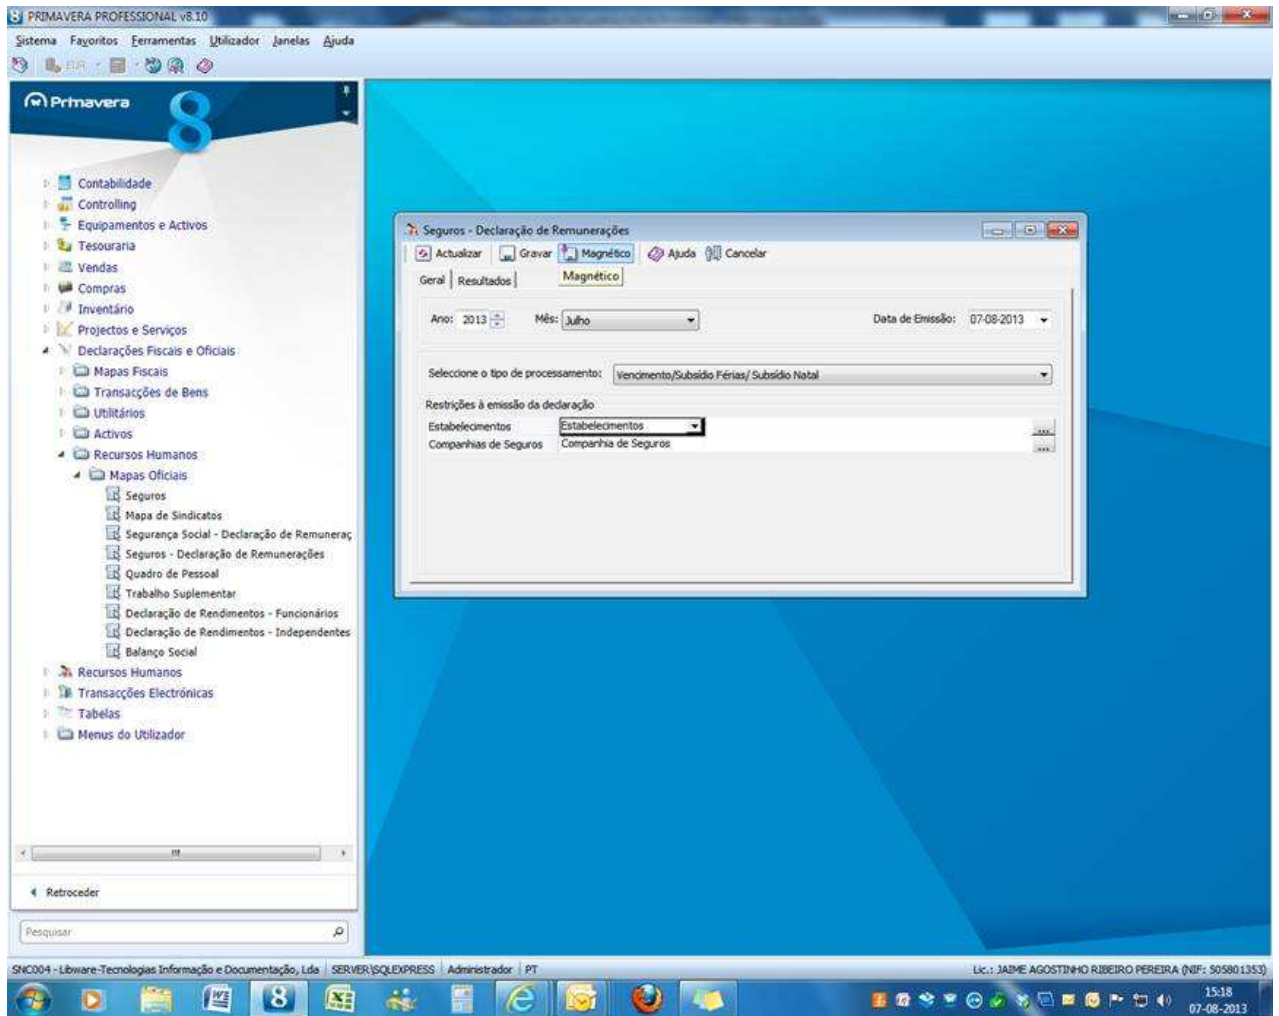 PRIMAVERA PROFESSIONAL v8.10
Sistema Favoritos Ferramentas Utilizador Janelas Ajuda
EUR
Primavera
8
Contabilidade
Controlling
Equipamentos e Activos
Tesouraria
Vendas
Compras
Inventário
Projectos e Serviços
Declarações Fiscais e Oficiais
Mapas Fiscais
Transacções de Bens
Utilitários
Activos
Recursos Humanos
Mapas Oficiais
Seguros
Mapa de Sindicatos
Segurança Social - Declaração de Remuneraç
Seguros - Declaração de Remunerações
Quadro de Pessoal
Trabalho Suplementar
Declaração de Rendimentos - Funcionários
Declaração de Rendimentos - Independentes
Balanço Social
Recursos Humanos
Transacções Electrónicas
Tabelas
Menus do Utilizador
Retroceder
Pesquisar
Seguros - Declaração de Remunerações
Actualizar Gravar Magnético Ajuda Cancelar
Geral Resultados Magnético
Ano: 2013 Mês: Julho Data de Emissão: 07-08-2013
Seleccione o tipo de processamento: Vencimento/Subsídio Férias/ Subsídio Natal
Restrições à emissão da declaração
Estabelecimentos Estabelecimentos ...
Companhias de Seguros Companhia de Seguros ...
SNC004 - Libware-Tecnologias Informação e Documentação, Lda SERVER\SQLEXPRESS Administrador PT Lic.: JAIME AGOSTINHO RIBEIRO PEREIRA (NIF: 505801353)
15:18
07-08-2013